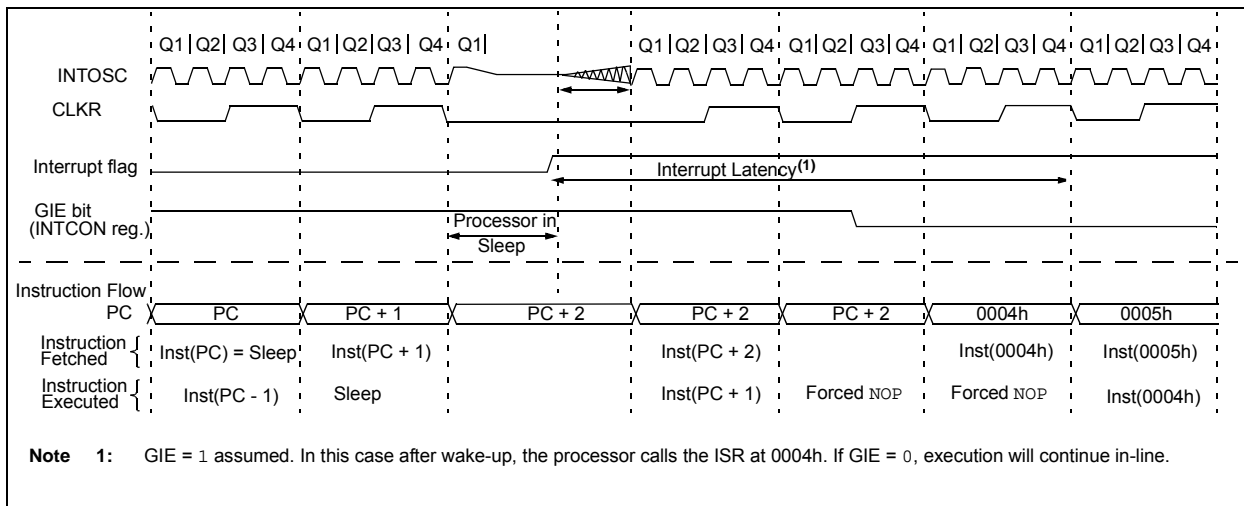 Q1 Q2 Q3 Q4 Q1 Q2 Q3 Q4 Q1 Q1 Q2 Q3 Q4 Q1 Q2 Q3 Q4 Q1 Q2 Q3 Q4 Q1 Q2 Q3 Q4
INTOSC
CLKR
Interrupt flag
Interrupt Latency(1)
GIE bit
(INTCON reg.)
Processor in
Sleep
Instruction Flow
PC PC PC + 1 PC + 2 PC + 2 PC + 2 0004h 0005h
Instruction
Fetched
Inst(PC) = Sleep Inst(PC + 1) Inst(PC + 2) Inst(0004h) Inst(0005h)
Instruction
Executed
Inst(PC - 1) Sleep Inst(PC + 1) Forced NOP Forced NOP Inst(0004h)
Note 1: GIE = 1 assumed. In this case after wake-up, the processor calls the ISR at 0004h. If GIE = 0, execution will continue in-line.